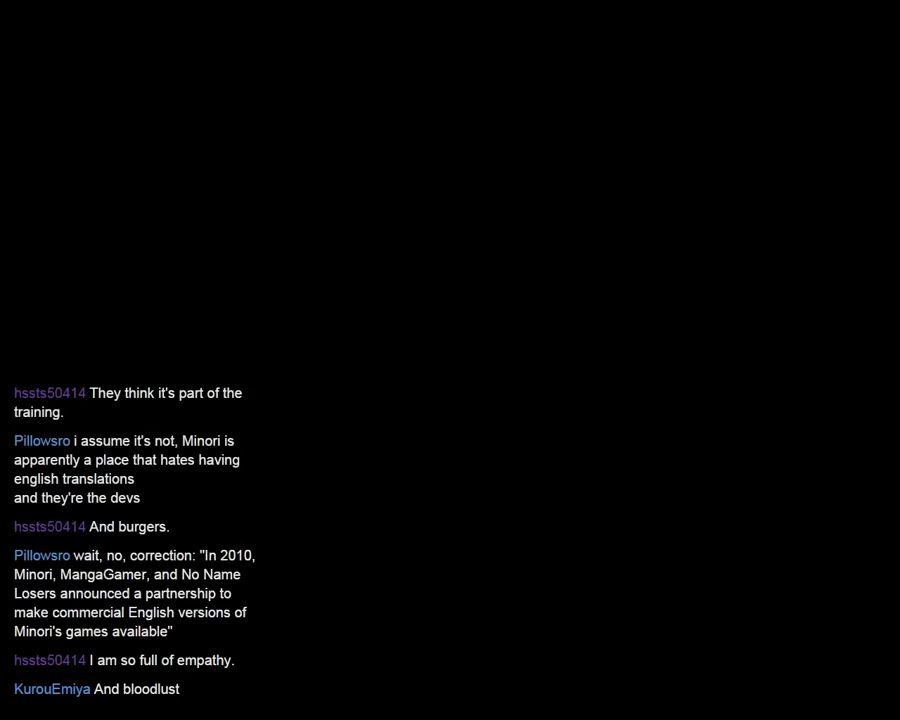 hssts50414 They think it's part of the
training.
Pillowsro i assume it's not, Minori is
apparently a place that hates having
english translations
and they're the devs
hssts50414 And burgers.
Pillowsro wait, no, correction: "In 2010,
Minori, MangaGamer, and No Name
Losers announced a partnership to
make commercial English versions of
Minori's games available"
hssts50414 I am so full of empathy.
KurouEmiya And bloodlust